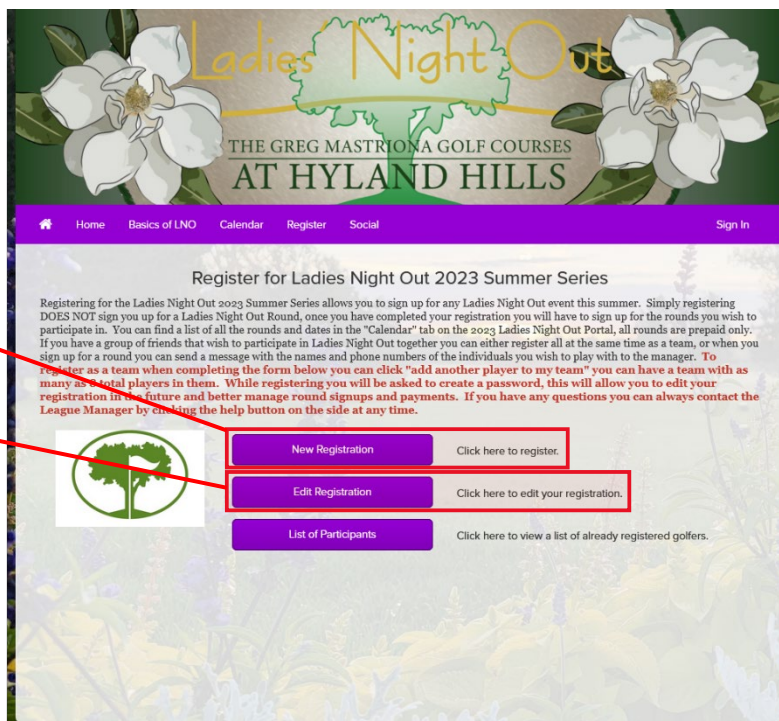 Ladies' Night Out
THE GREG MASTRIONA GOLF COURSES
AT HYLAND HILLS
Home Basics of LNO Calendar Register Social Sign In
Register for Ladies Night Out 2023 Summer Series
Registering for the Ladies Night Out 2023 Summer Series allows you to sign up for any Ladies Night Out event this summer. Simply registering
DOES NOT sign you up for a Ladies Night Out Round, once you have completed your registration you will have to sign up for the rounds you wish to
participate in. You can find a list of all the rounds and dates in the "Calendar" tab on the 2023 Ladies Night Out Portal, all rounds are prepaid only.
If you have a group of friends that wish to participate in Ladies Night Out together you can either register all at the same time as a team, or when you
sign up for a round you can send a message with the names and phone numbers of the individuals you wish to play with to the manager. To
register as a team when completing the form below you can click "add another player to my team" you can have a team with as
many as 8 total players in them. While registering you will be asked to create a password, this will allow you to edit your
registration in the future and better manage round signups and payments. If you have any questions you can always contact the
League Manager by clicking the help button on the side at any time.
New Registration Click here to register.
Edit Registration Click here to edit your registration.
List of Participants Click here to view a list of already registered golfers.